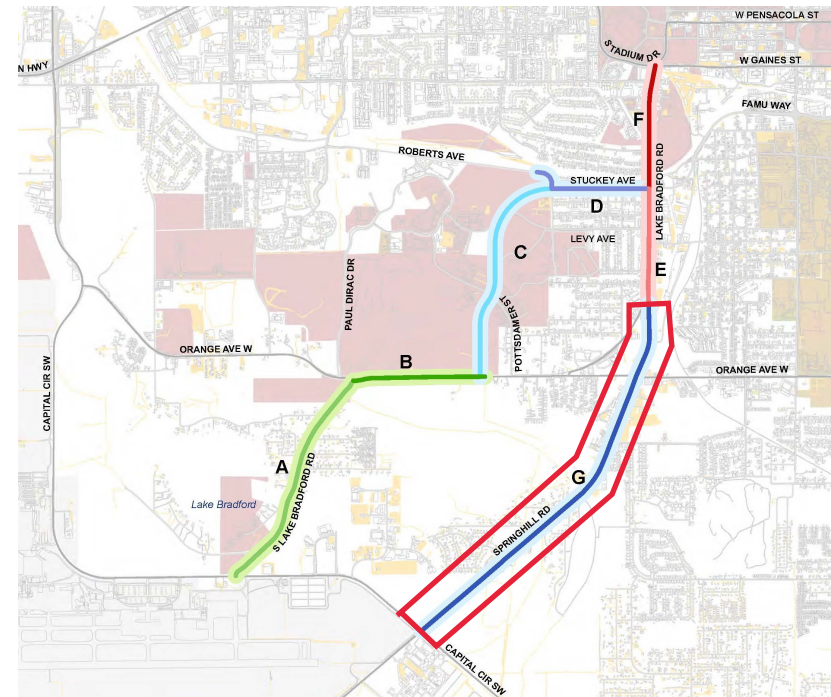 W PENSACOLA ST
STADIUM DR
W GAINES ST
N HWY
FAMU WAY
F
LAKE BRADFORD RD
ROBERTS AVE
STUCKEY AVE
D
LEVY AVE
C
E
PAUL DIRAC DR
POTTSDAMER ST
ORANGE AVE W
B
ORANGE AVE W
CAPITAL CIR SW
A
S LAKE BRADFORD RD
G
Lake Bradford
SPRINGHILL RD
CAPITAL CIR SW